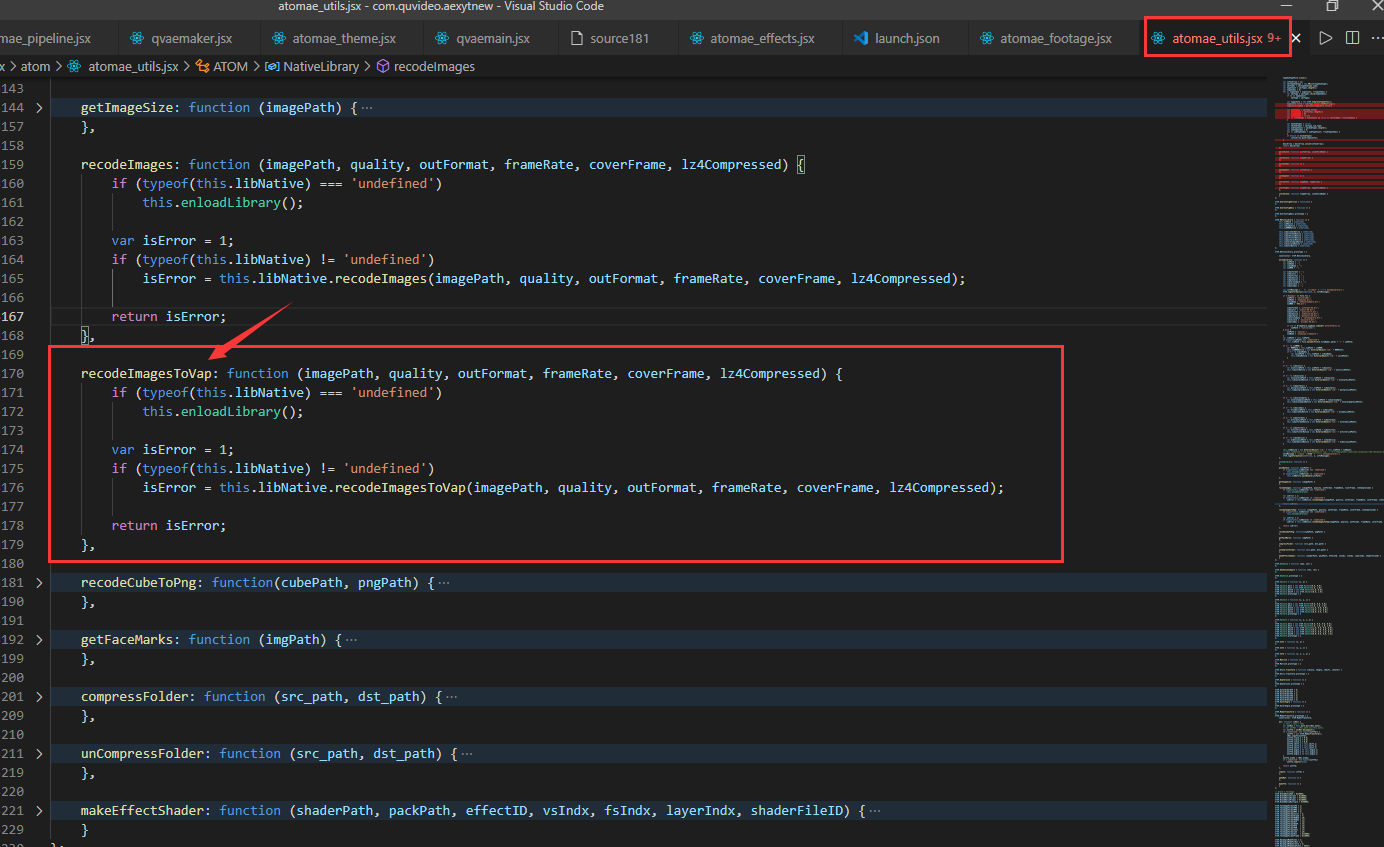 atomae_utils.jsx - com.quvideo.aexytnew - Visual Studio Code
mae_pipeline.jsx qvaemaker.jsx atomae_theme.jsx qvaemain.jsx source181 atomae_effects.jsx launch.json atomae_footage.jsx atomae_utils.jsx 9+
x > atom > atomae_utils.jsx > ATOM > NativeLibrary > recodeImages
143
144 getImageSize: function (imagePath) {···
157 },
158
159 recodeImages: function (imagePath, quality, outFormat, frameRate, coverFrame, lz4Compressed) {
160 if (typeof(this.libNative) === 'undefined')
161 this.enloadLibrary();
162
163 var isError = 1;
164 if (typeof(this.libNative) != 'undefined')
165 isError = this.libNative.recodeImages(imagePath, quality, outFormat, frameRate, coverFrame, lz4Compressed);
166
167 return isError;
168 },
169
170 recodeImagesToVap: function (imagePath, quality, outFormat, frameRate, coverFrame, lz4Compressed) {
171 if (typeof(this.libNative) === 'undefined')
172 this.enloadLibrary();
173
174 var isError = 1;
175 if (typeof(this.libNative) != 'undefined')
176 isError = this.libNative.recodeImagesToVap(imagePath, quality, outFormat, frameRate, coverFrame, lz4Compressed);
177
178 return isError;
179 },
180
181 recodeCubeToPng: function(cubePath, pngPath) {···
190 },
191
192 getFaceMarks: function (imgPath) {···
199 },
200
201 compressFolder: function (src_path, dst_path) {···
209 },
210
211 unCompressFolder: function (src_path, dst_path) {···
219 },
220
221 makeEffectShader: function (shaderPath, packPath, effectID, vsIndx, fsIndx, layerIndx, shaderFileID) {···
229 }